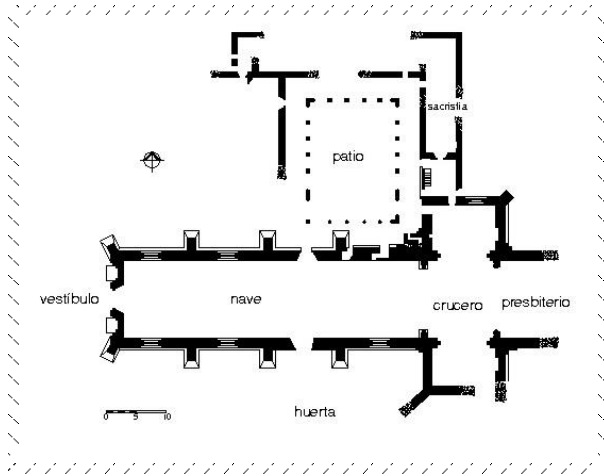 sacristía
patio
vestíbulo
nave
crucero
presbiterio
0 5 10
huerta